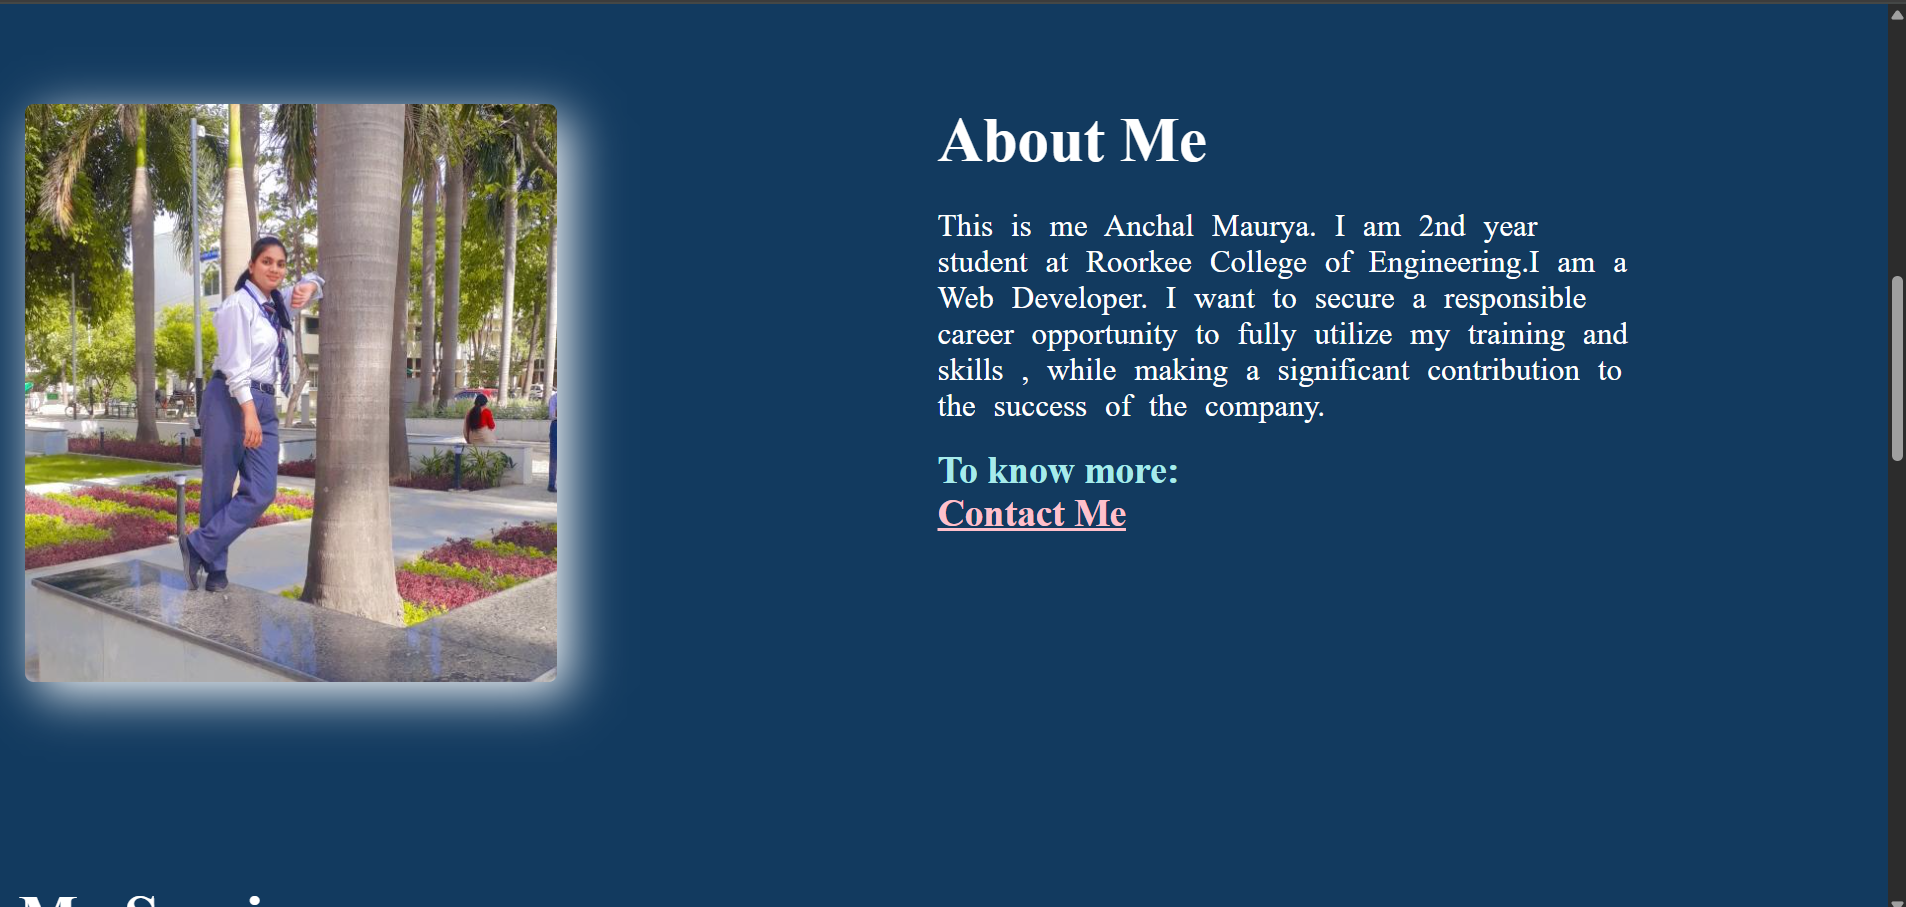 About Me
This is me Anchal Maurya. I am 2nd year
student at Roorkee College of Engineering.I am a
Web Developer. I want to secure a responsible
career opportunity to fully utilize my training and
skills , while making a significant contribution to
the success of the company.
To know more:
Contact Me